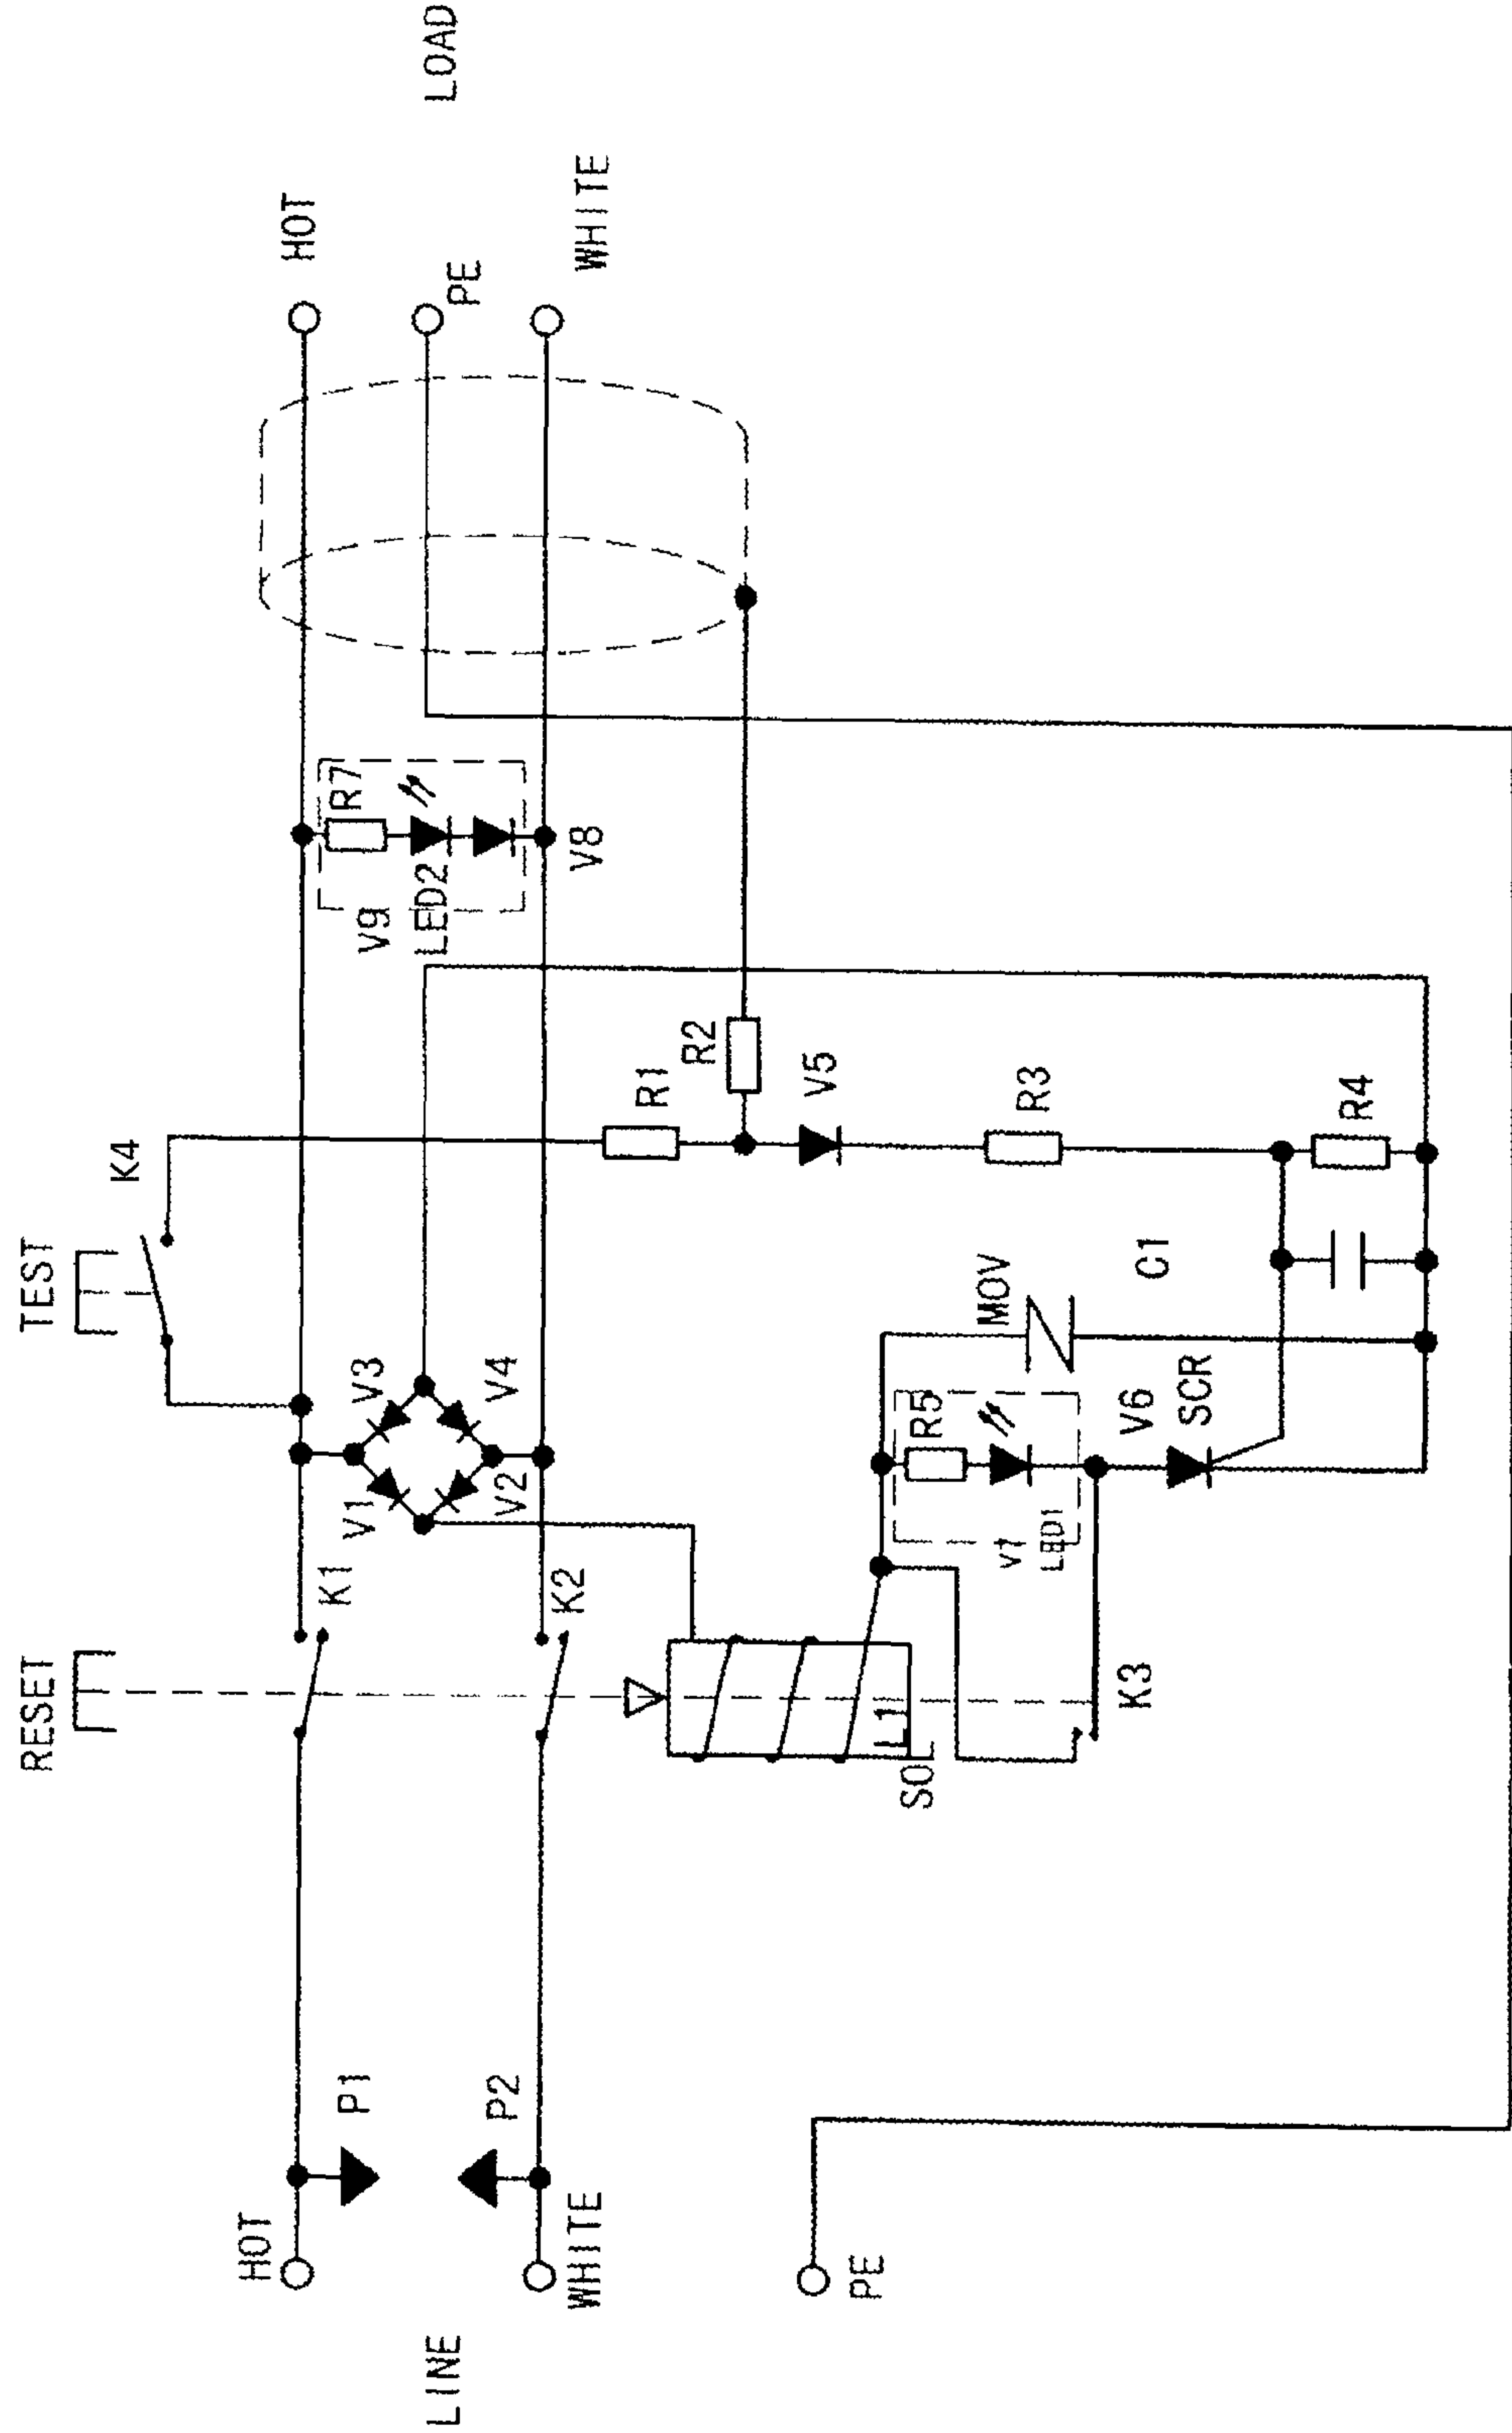 RESET
TEST
K4
LINE
HOT
P1
K1
V1
V3
V9
R7
HOT
LOAD
LED2
PE
WHITE
P2
K2
V2
V4
V8
WHITE
R1
R2
PE
SOL
L1
R5
MOV
V5
V7
LED1
K3
V6
SCR
C1
R3
R4